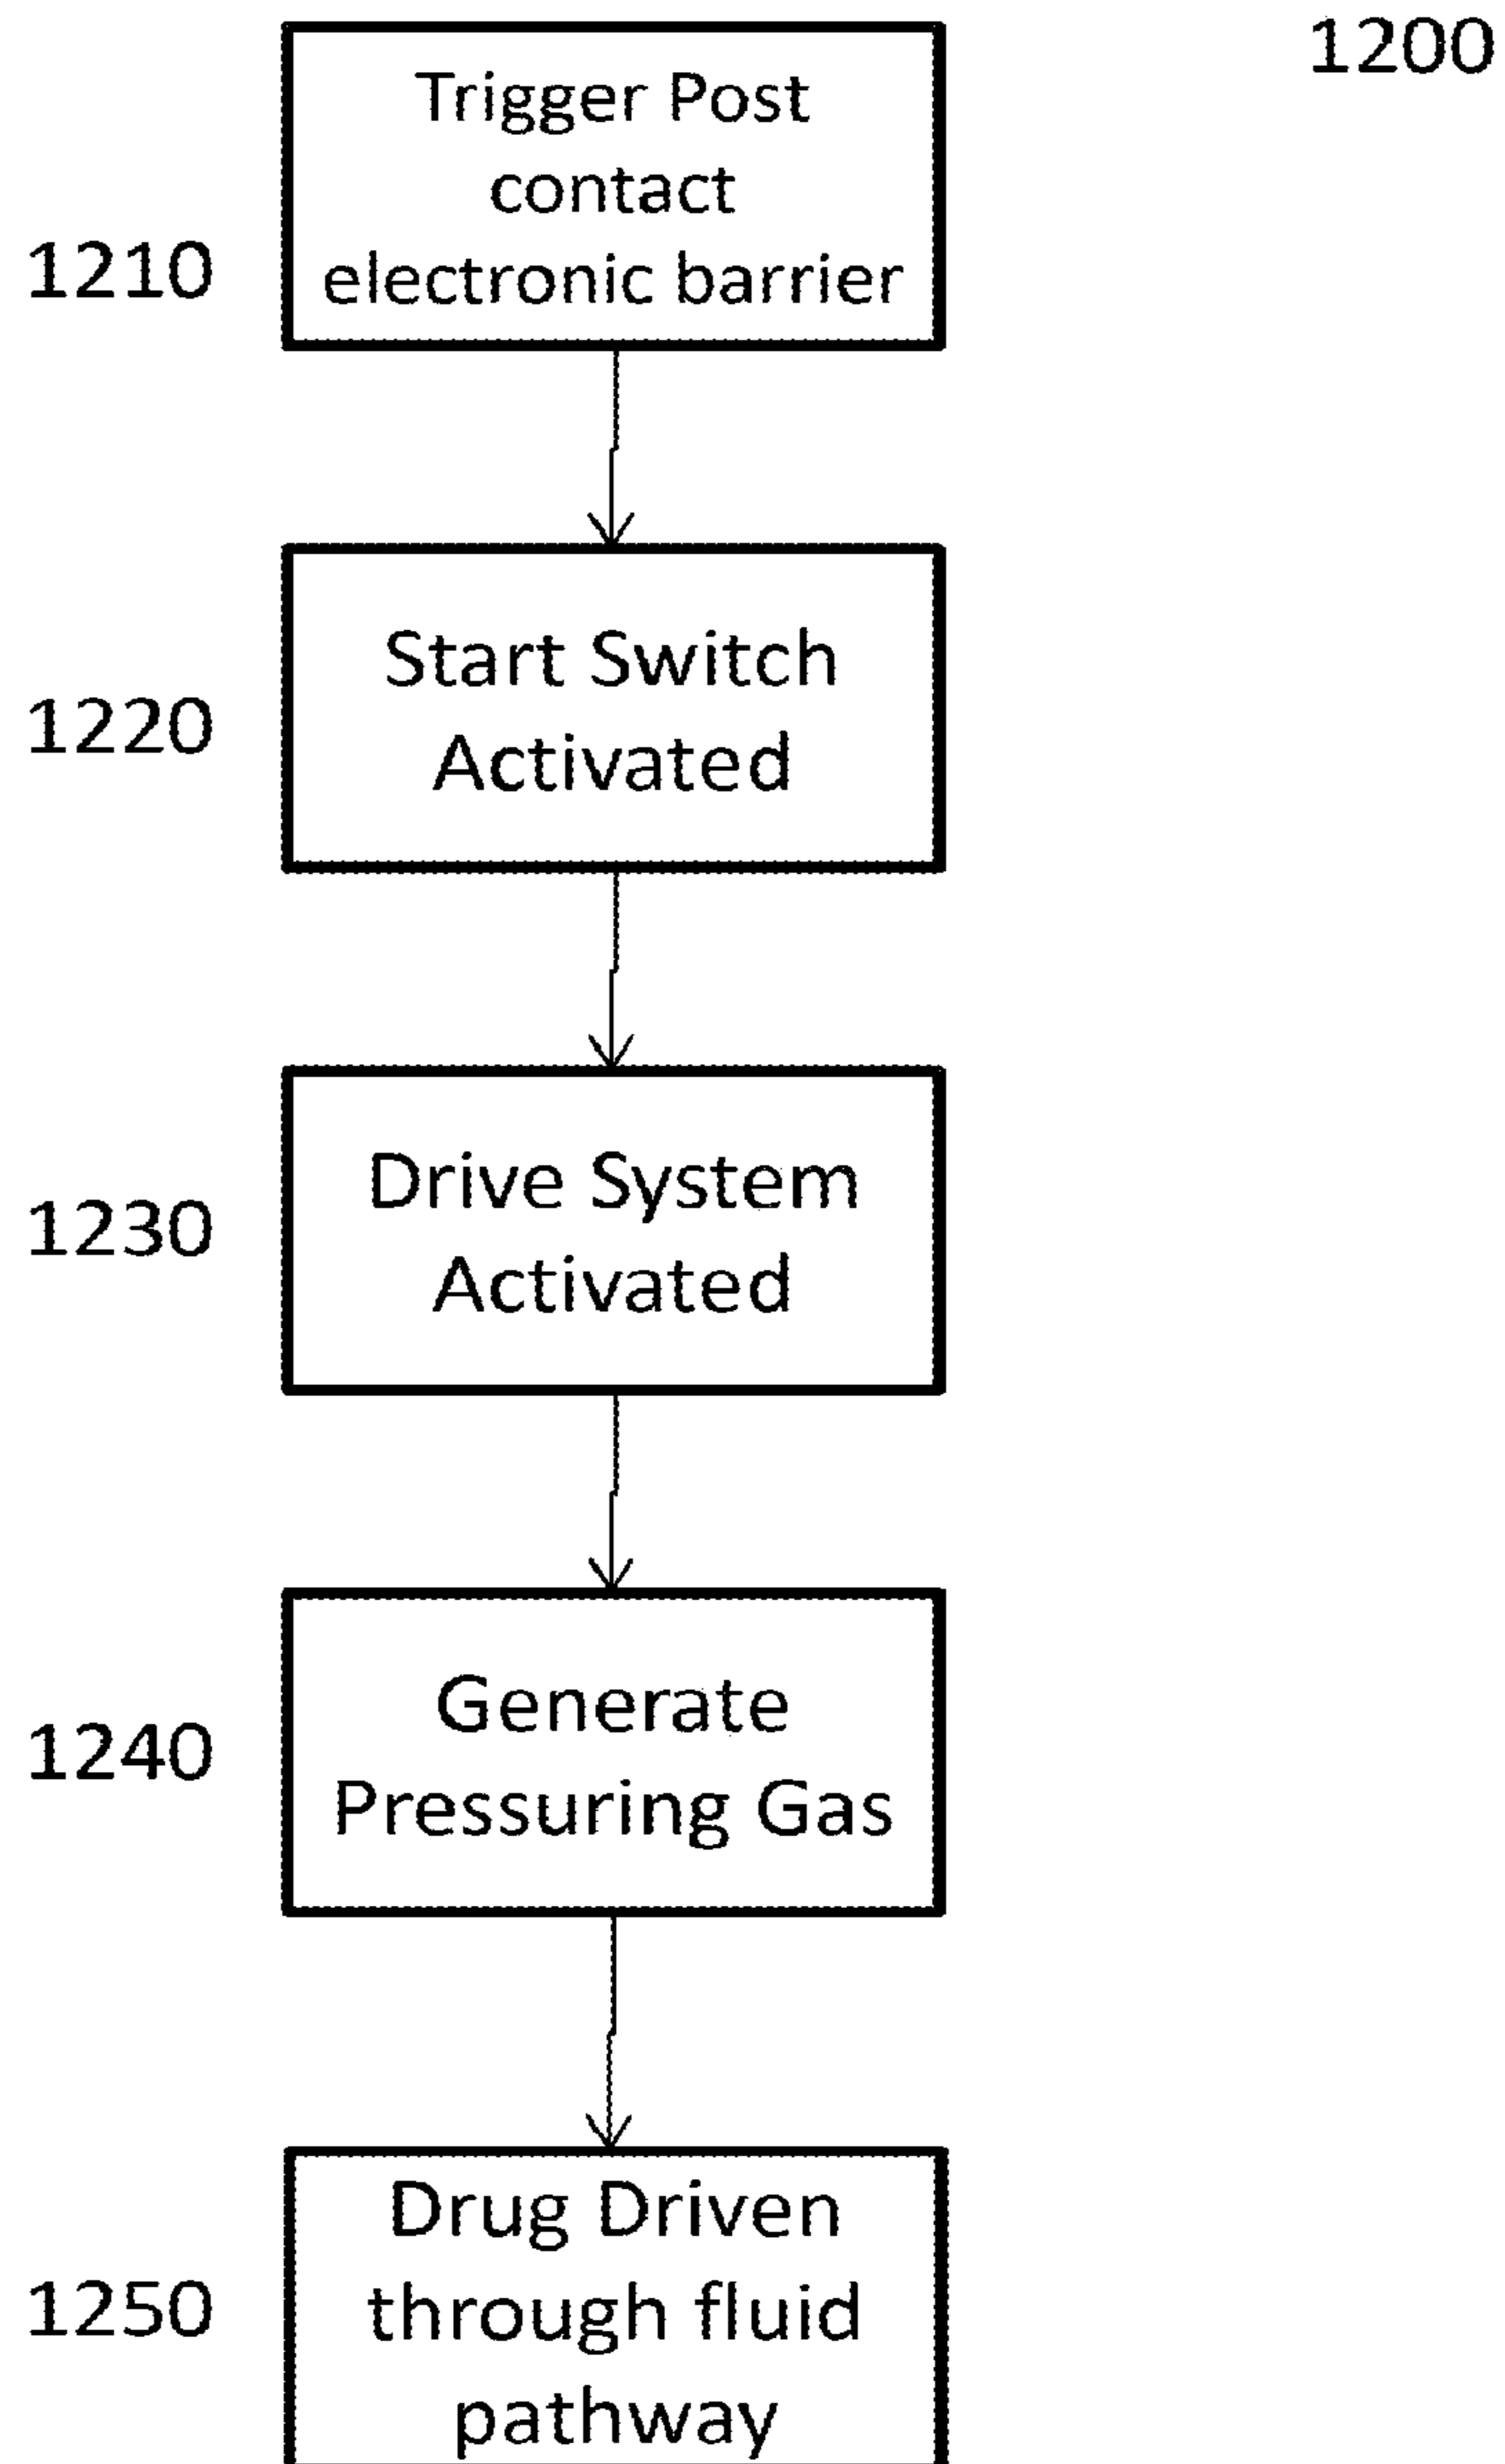 1200
Trigger Post
contact
electronic barrier
1210
Start Switch
Activated
1220
Drive System
Activated
1230
Generate
Pressuring Gas
1240
Drug Driven
through fluid
pathway
1250